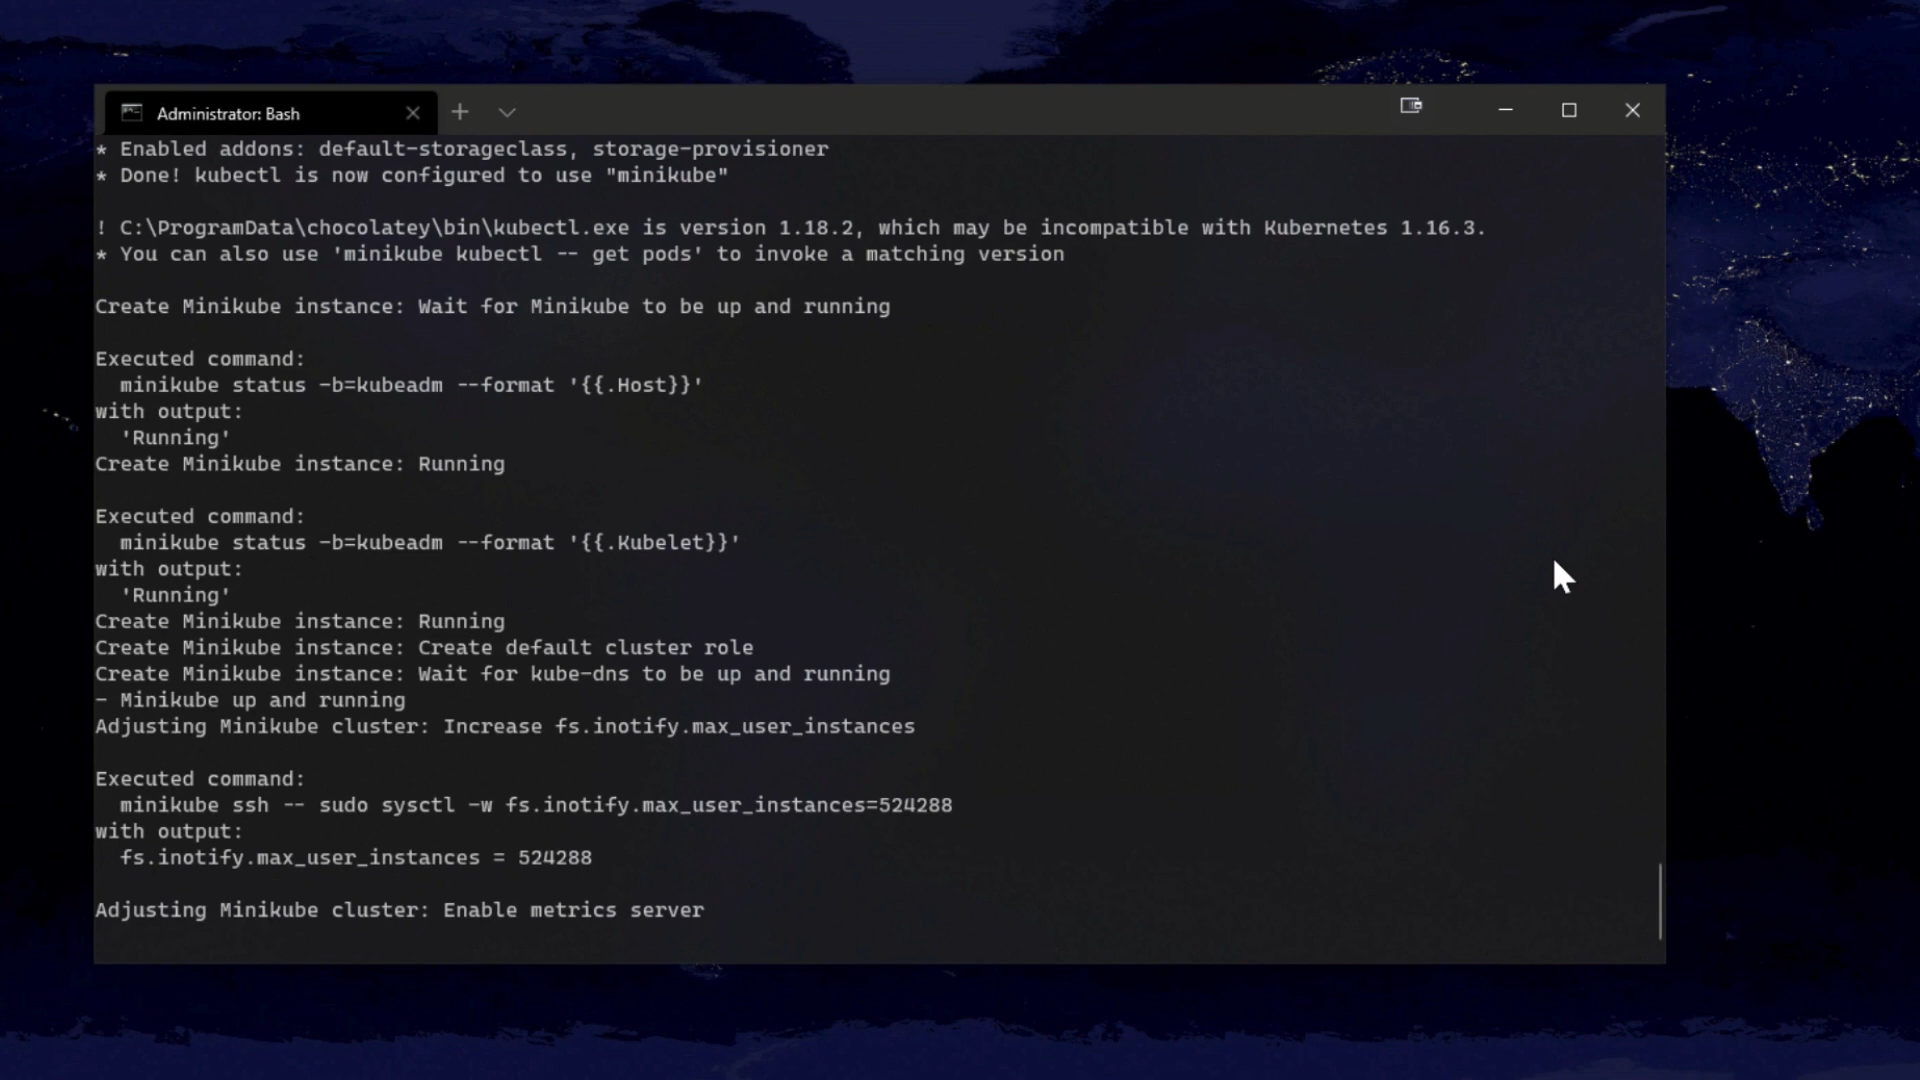 Administrator: Bash
* Enabled addons: default-storageclass, storage-provisioner
* Done! kubectl is now configured to use "minikube"
! C:\ProgramData\chocolatey\bin\kubectl.exe is version 1.18.2, which may be incompatible with Kubernetes 1.16.3.
* You can also use 'minikube kubectl -- get pods' to invoke a matching version
Create Minikube instance: Wait for Minikube to be up and running
Executed command:
  minikube status -b=kubeadm --format '{{.Host}}'
with output:
  'Running'
Create Minikube instance: Running
Executed command:
  minikube status -b=kubeadm --format '{{.Kubelet}}'
with output:
  'Running'
Create Minikube instance: Running
Create Minikube instance: Create default cluster role
Create Minikube instance: Wait for kube-dns to be up and running
- Minikube up and running
Adjusting Minikube cluster: Increase fs.inotify.max_user_instances
Executed command:
  minikube ssh -- sudo sysctl -w fs.inotify.max_user_instances=524288
with output:
  fs.inotify.max_user_instances = 524288
Adjusting Minikube cluster: Enable metrics server